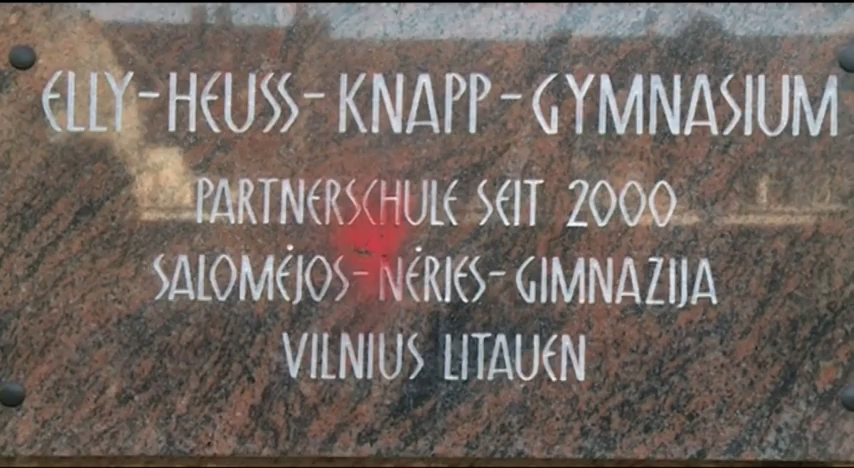 ELLY-HEUSS-KNAPP-GYMNASIUM
PARTNERSCHULE SEIT 2000
SALOMĖJOS-NĖRIES-GIMNAZIJA
VILNIUS LITAUEN